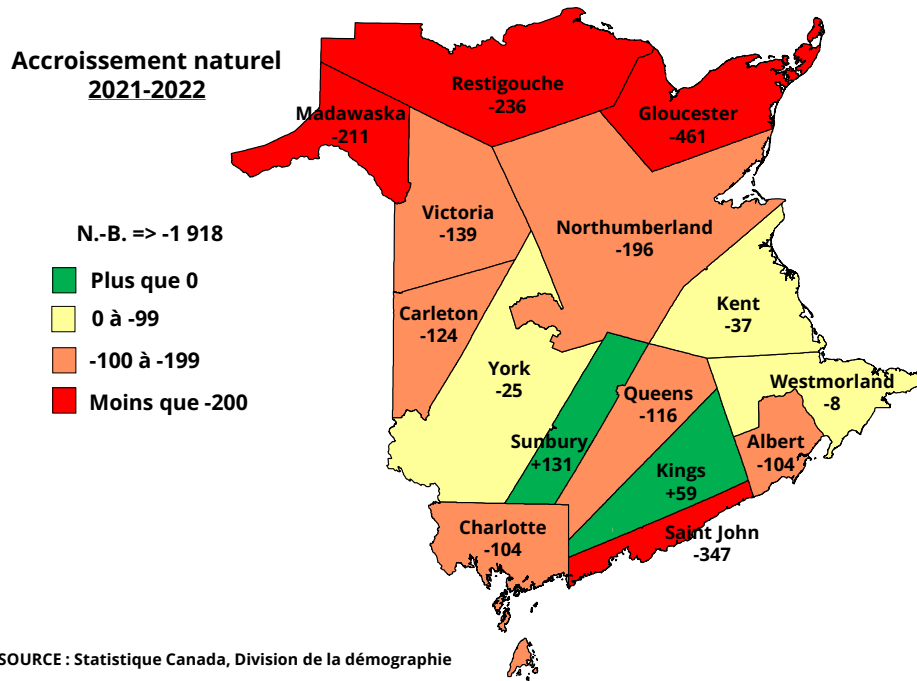 Accroissement naturel
2021-2022
Restigouche
-236
Madawaska
-211
Gloucester
-461
Victoria
-139
Northumberland
-196
N.-B. => -1 918
Plus que 0
0 à -99
-100 à -199
Moins que -200
Carleton
-124
Kent
-37
York
-25
Westmorland
-8
Queens
-116
Sunbury
+131
Albert
-104
Kings
+59
Charlotte
-104
Saint John
-347
SOURCE : Statistique Canada, Division de la démographie